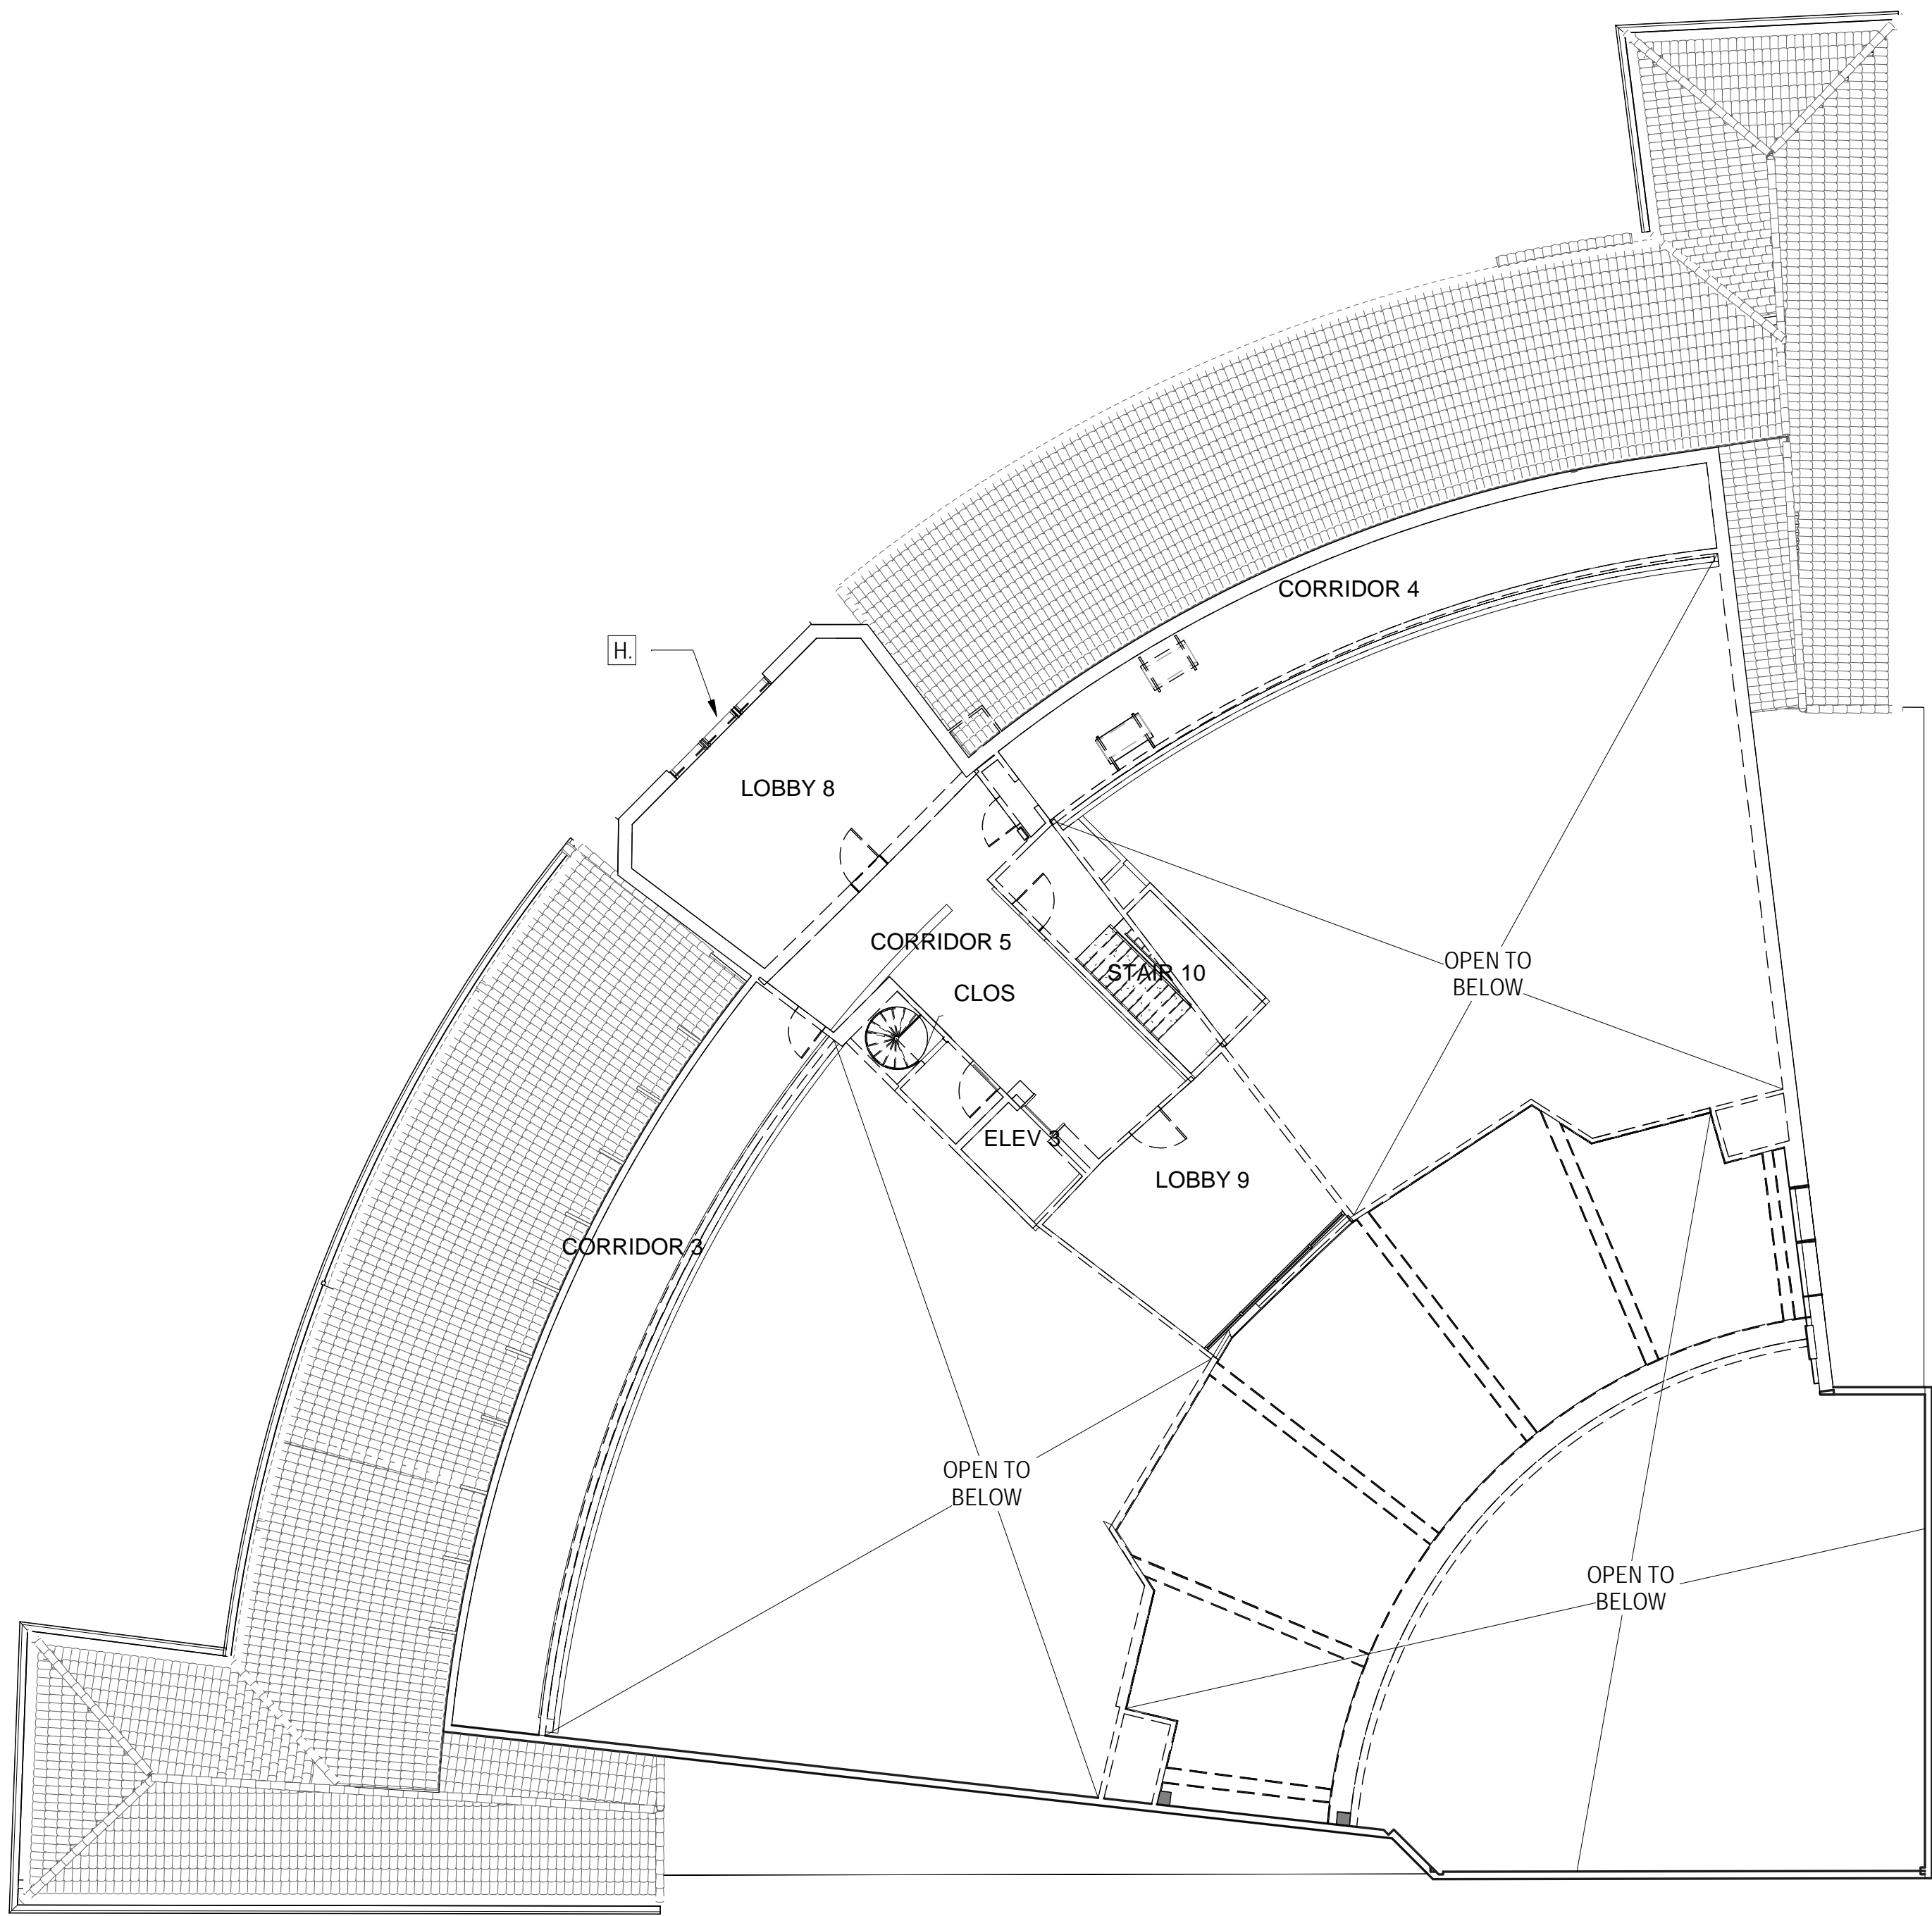 CORRIDOR 4
H.
LOBBY 8
CORRIDOR 5
OPEN TO
BELOW
STAIR 10
CLOS
ELEV 3
LOBBY 9
CORRIDOR 3
OPEN TO
BELOW
OPEN TO
BELOW